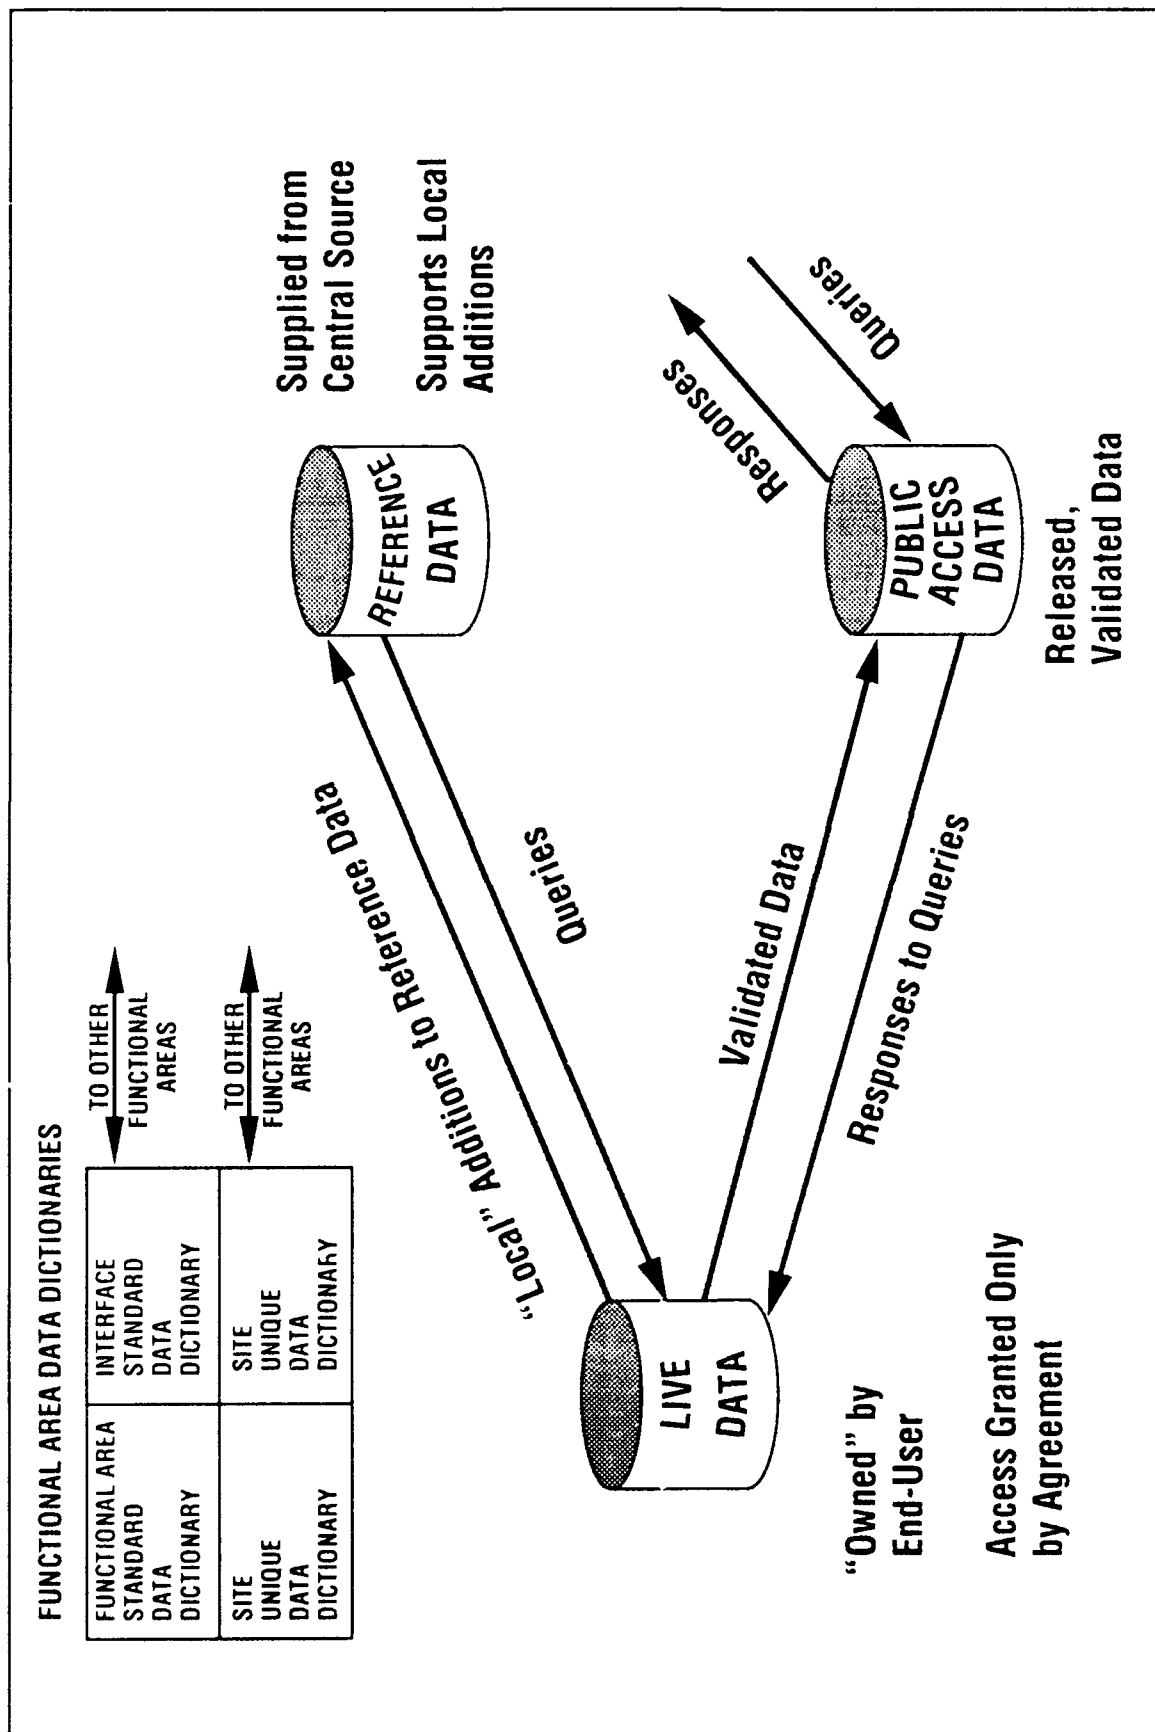 FUNCTIONAL AREA DATA DICTIONARIES
FUNCTIONAL AREA
STANDARD
DATA
DICTIONARY
INTERFACE
STANDARD
DATA
DICTIONARY
TO OTHER
FUNCTIONAL
AREAS
SITE
UNIQUE
DATA
DICTIONARY
SITE
UNIQUE
DATA
DICTIONARY
TO OTHER
FUNCTIONAL
AREAS
Supplied from
Central Source
Supports Local
Additions
REFERENCE
DATA
“Local” Additions to Reference Data
Queries
LIVE
DATA
“Owned” by
End-User
Access Granted Only
by Agreement
Validated Data
Responses to Queries
Responses
Queries
PUBLIC
ACCESS
DATA
Released,
Validated Data